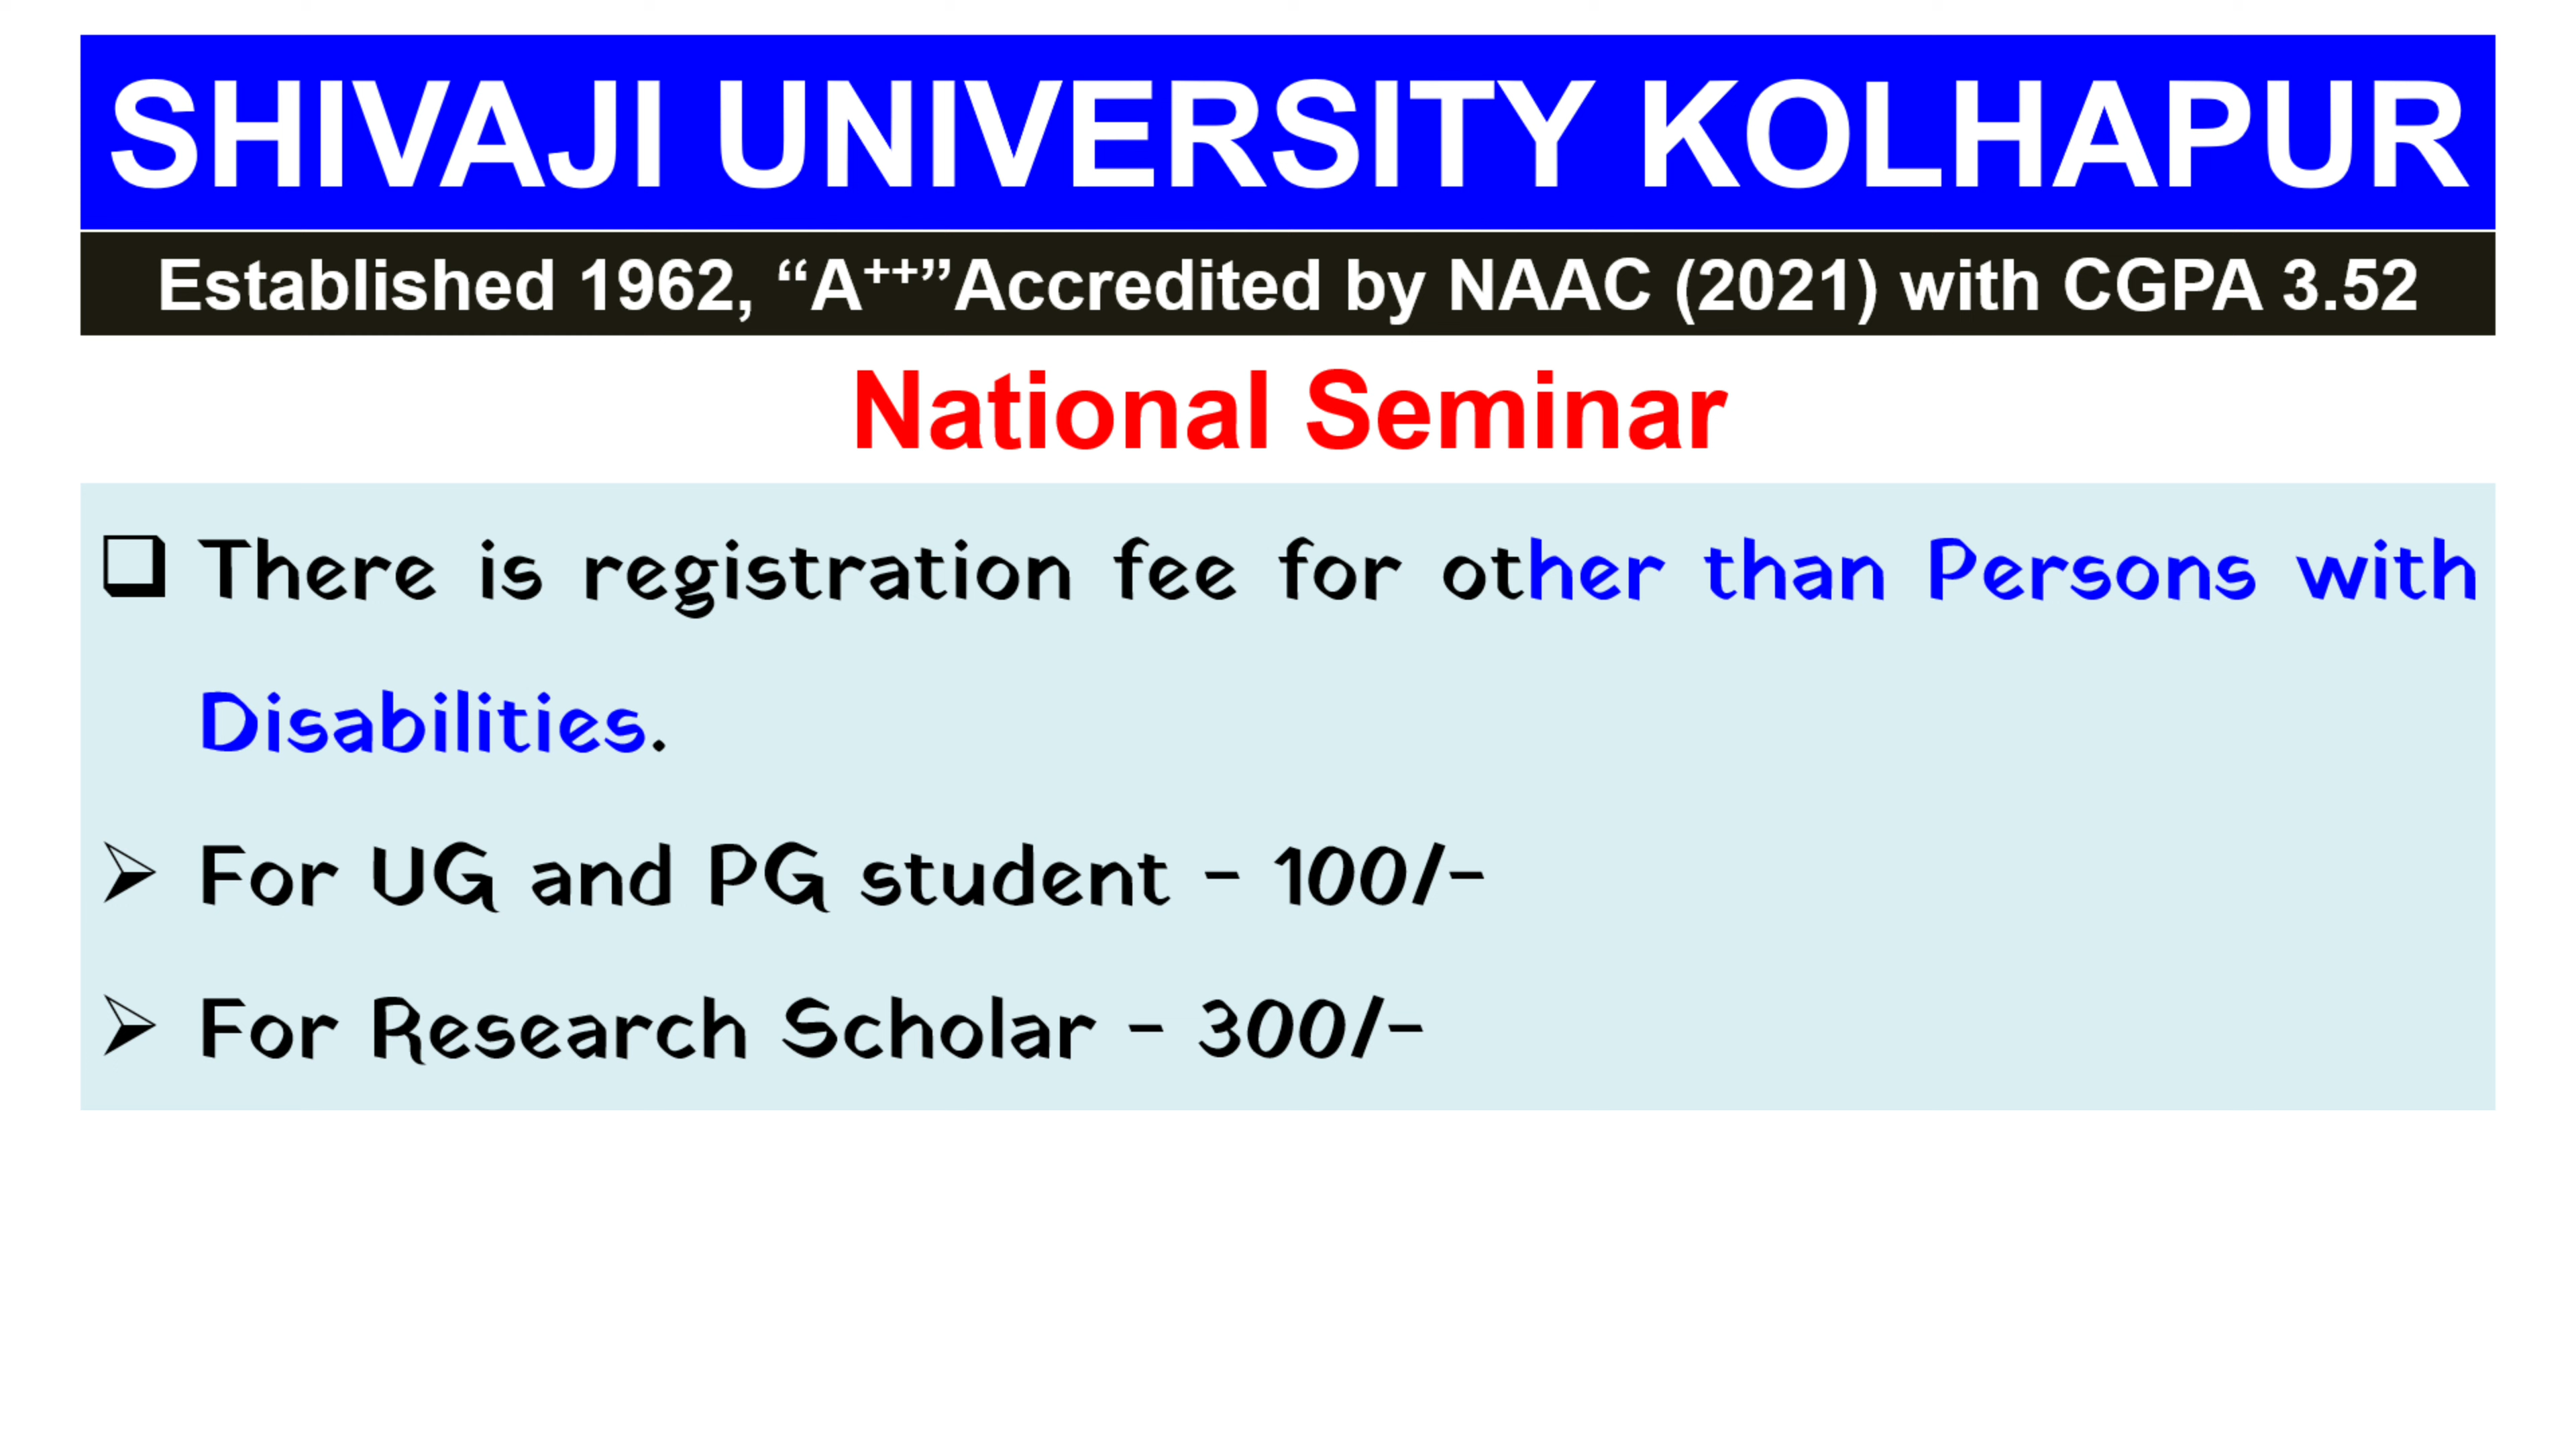 SHIVAJI UNIVERSITY KOLHAPUR
Established 1962, “A++”Accredited by NAAC (2021) with CGPA 3.52
National Seminar
❑ There is registration fee for other than Persons with
Disabilities.
➢ For UG and PG student - 100/-
➢ For Research Scholar - 300/-